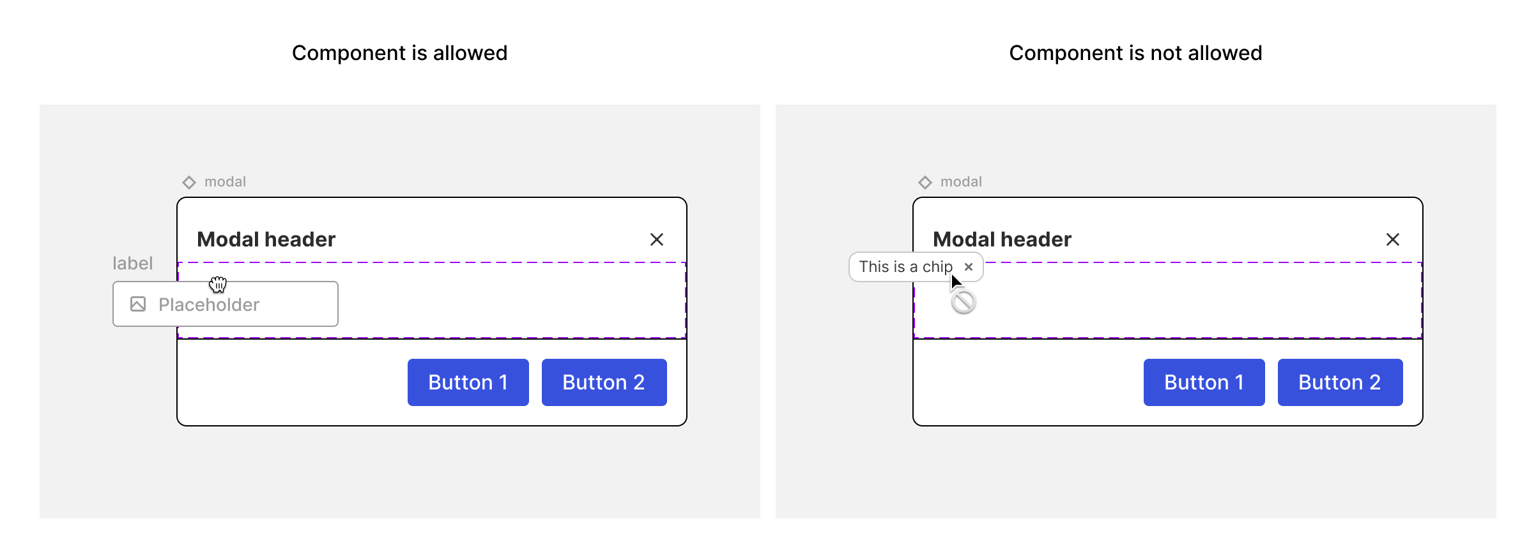 Component is allowed
Component is not allowed
modal
Modal header
label
Placeholder
Button 1
Button 2
modal
Modal header
This is a chip
Button 1
Button 2